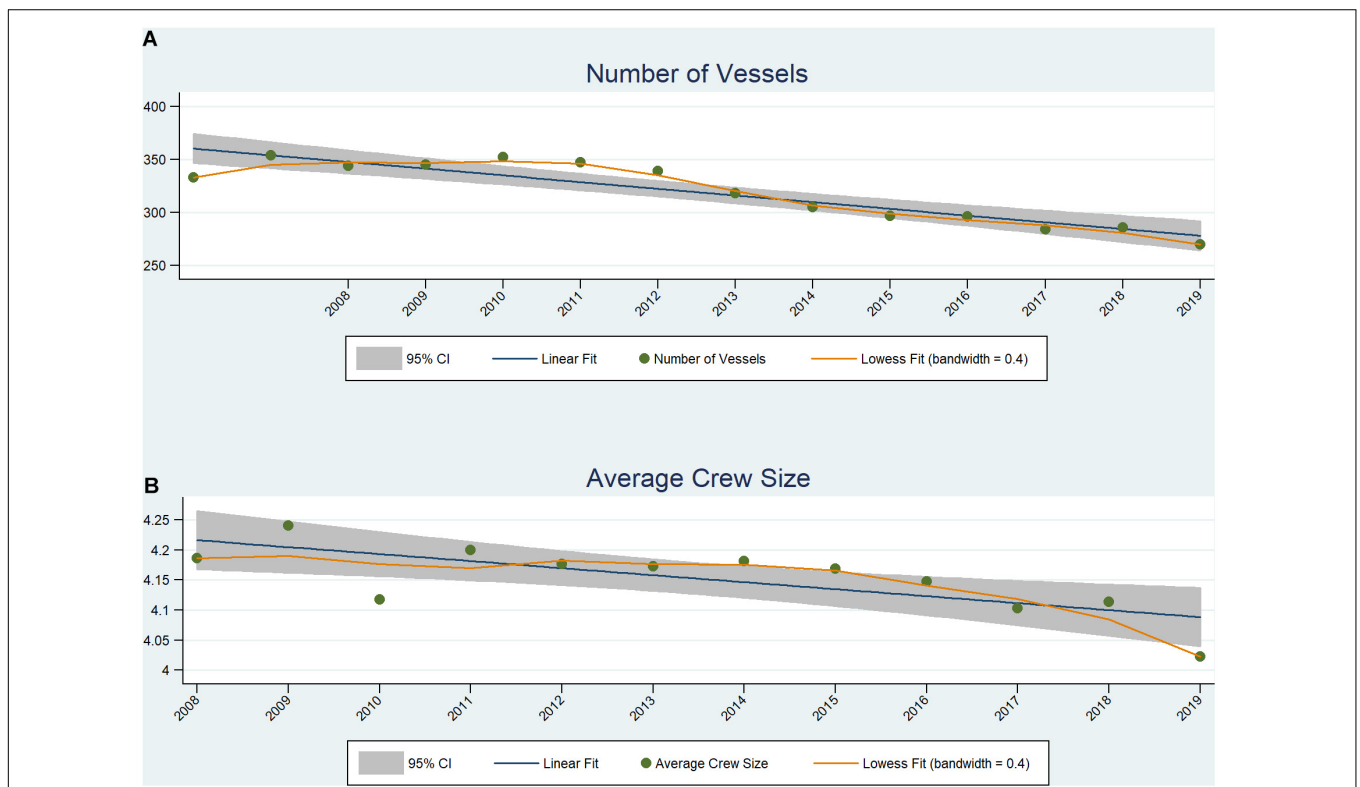 A
Number of Vessels
400
350
300
250
2008 2009 2010 2011 2012 2013 2014 2015 2016 2017 2018 2019
95% CI Linear Fit Number of Vessels Lowess Fit (bandwidth = 0.4)
B
Average Crew Size
4.25
4.2
4.15
4.1
4.05
4
2008 2009 2010 2011 2012 2013 2014 2015 2016 2017 2018 2019
95% CI Linear Fit Average Crew Size Lowess Fit (bandwidth = 0.4)